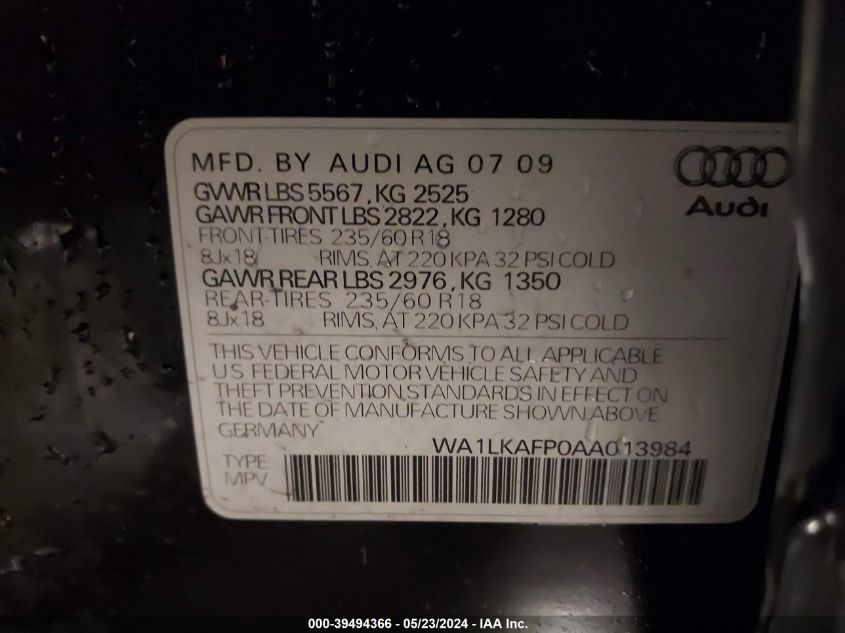 MFD. BY AUDI AG 07 09
GVWR LBS 5567, KG 2525
GAWR FRONT LBS 2822, KG 1280
FRONT-TIRES 235/60 R18
8Jx18 RIMS, AT 220 KPA 32 PSI COLD
GAWR REAR LBS 2976, KG 1350
REAR-TIRES 235/60 R18
8Jx18 RIMS, AT 220 KPA 32 PSI COLD
Audi
THIS VEHICLE CONFORMS TO ALL APPLICABLE
U S FEDERAL MOTOR VEHICLE SAFETY AND
THEFT PREVENTION STANDARDS IN EFFECT ON
THE DATE OF MANUFACTURE SHOWN ABOVE
GERMANY
WA1LKAFP0AA013984
TYPE
MPV
000-39494366 - 05/23/2024 - IAA Inc.